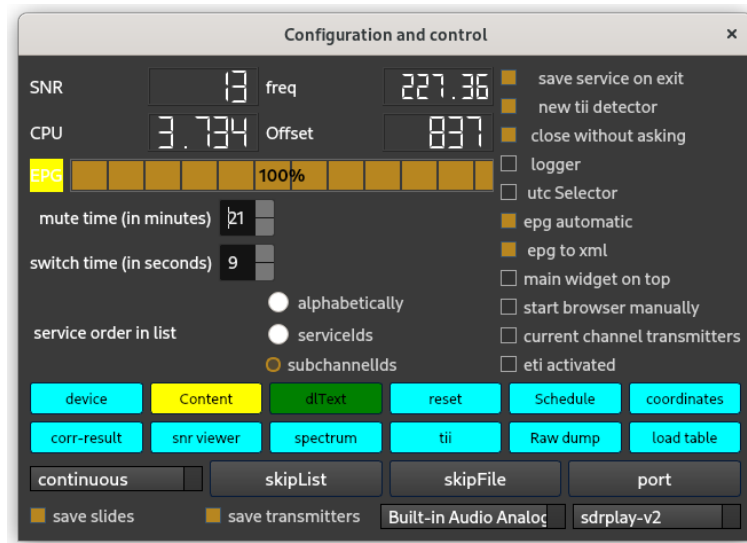 Configuration and control ×
SNR 13 freq 227.36
CPU 3.734 Offset 837
EPG 100%
mute time (in minutes) 21
switch time (in seconds) 9
service order in list
alphabetically
serviceIds
subchannelIds
save service on exit
new tii detector
close without asking
logger
utc Selector
epg automatic
epg to xml
main widget on top
start browser manually
current channel transmitters
eti activated
device Content dlText reset Schedule coordinates
corr-result snr viewer spectrum tii Raw dump load table
continuous skipList skipFile port
save slides save transmitters Built-in Audio Analog sdrplay-v2